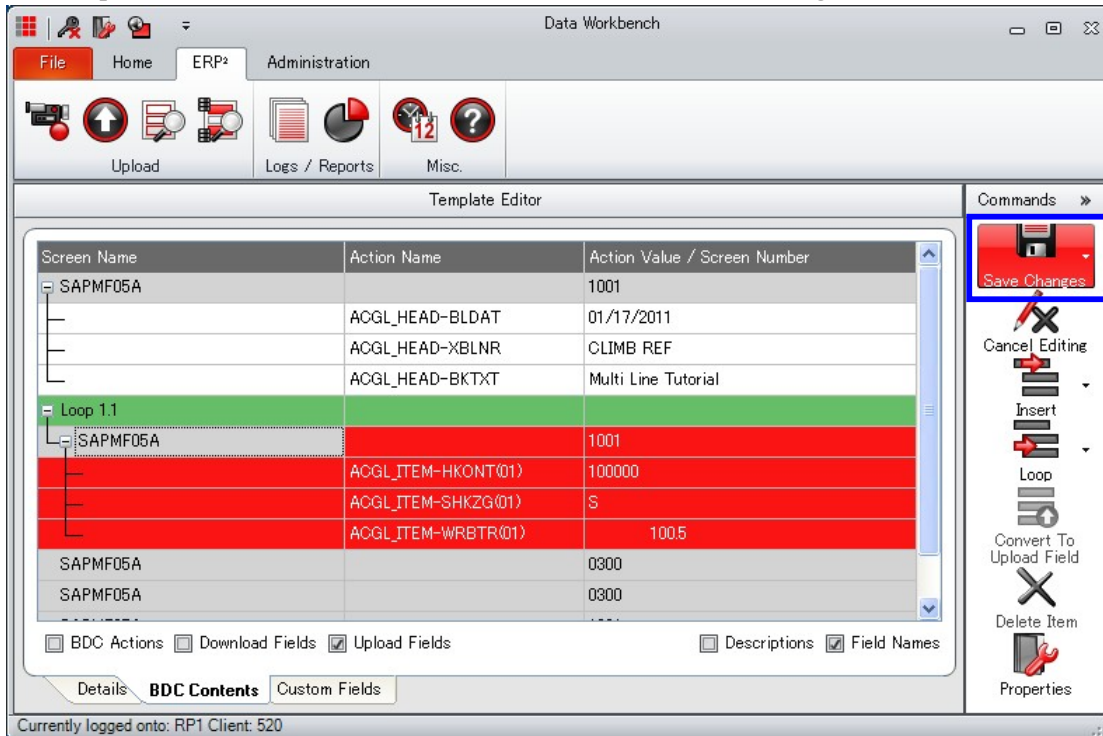 Data Workbench
File Home ERP² Administration
12
Upload Logs / Reports Misc.
Template Editor
Commands »
Screen Name Action Name Action Value / Screen Number
SAPMF05A 1001
ACGL_HEAD-BLDAT 01/17/2011
ACGL_HEAD-XBLNR CLIMB REF
ACGL_HEAD-BKTXT Multi Line Tutorial
Loop 1.1
SAPMF05A 1001
ACGL_ITEM-HKONT(01) 100000
ACGL_ITEM-SHKZG(01) S
ACGL_ITEM-WRBTR(01) 100.5
SAPMF05A 0300
SAPMF05A 0300
BDC Actions Download Fields Upload Fields Descriptions Field Names
Details BDC Contents Custom Fields
Save Changes
Cancel Editing
Insert
Loop
Convert To
Upload Field
Delete Item
Properties
Currently logged onto: RP1 Client: 520